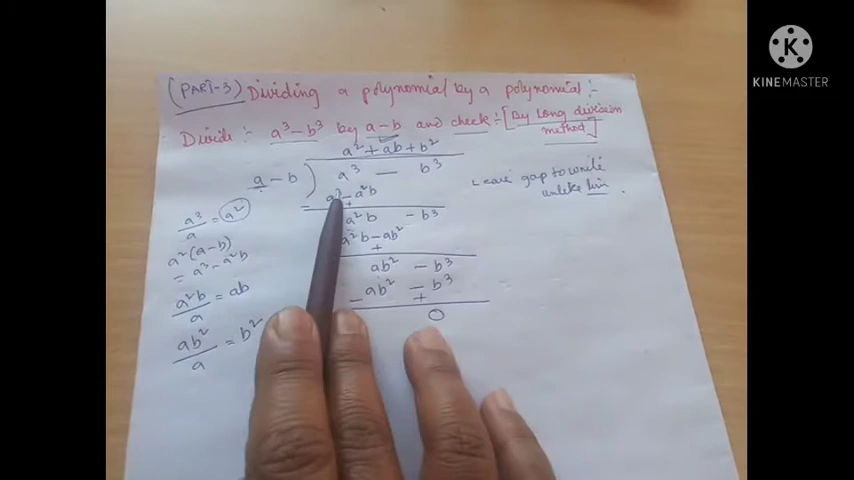 (PART-3) Dividing a polynomial by a polynomial :-
Divide :- a³ - b³ by a - b and check :- [By Long division method]
a² + ab + b²
a - b ) a³ - b³
a³ - a²b
+
a²b - b³
a²b - ab²
+
ab² - b³
- ab² - b³
+
0
Leave gap to write
unlike
a³/a = a²
a²(a-b)
= a³ - a²b
a²b/a = ab
ab²/a = b²
KINEMASTER